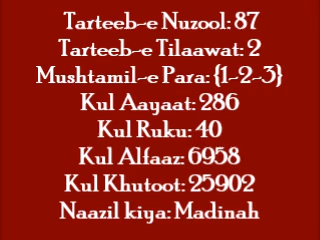 Tarteeb-e Nuzool: 87
Tarteeb-e Tilaawat: 2
Mushtamil-e Para: {1-2-3}
Kul Aayaat: 286
Kul Ruku: 40
Kul Alfaaz: 6958
Kul Khutoot: 25902
Naazil kiya: Madinah